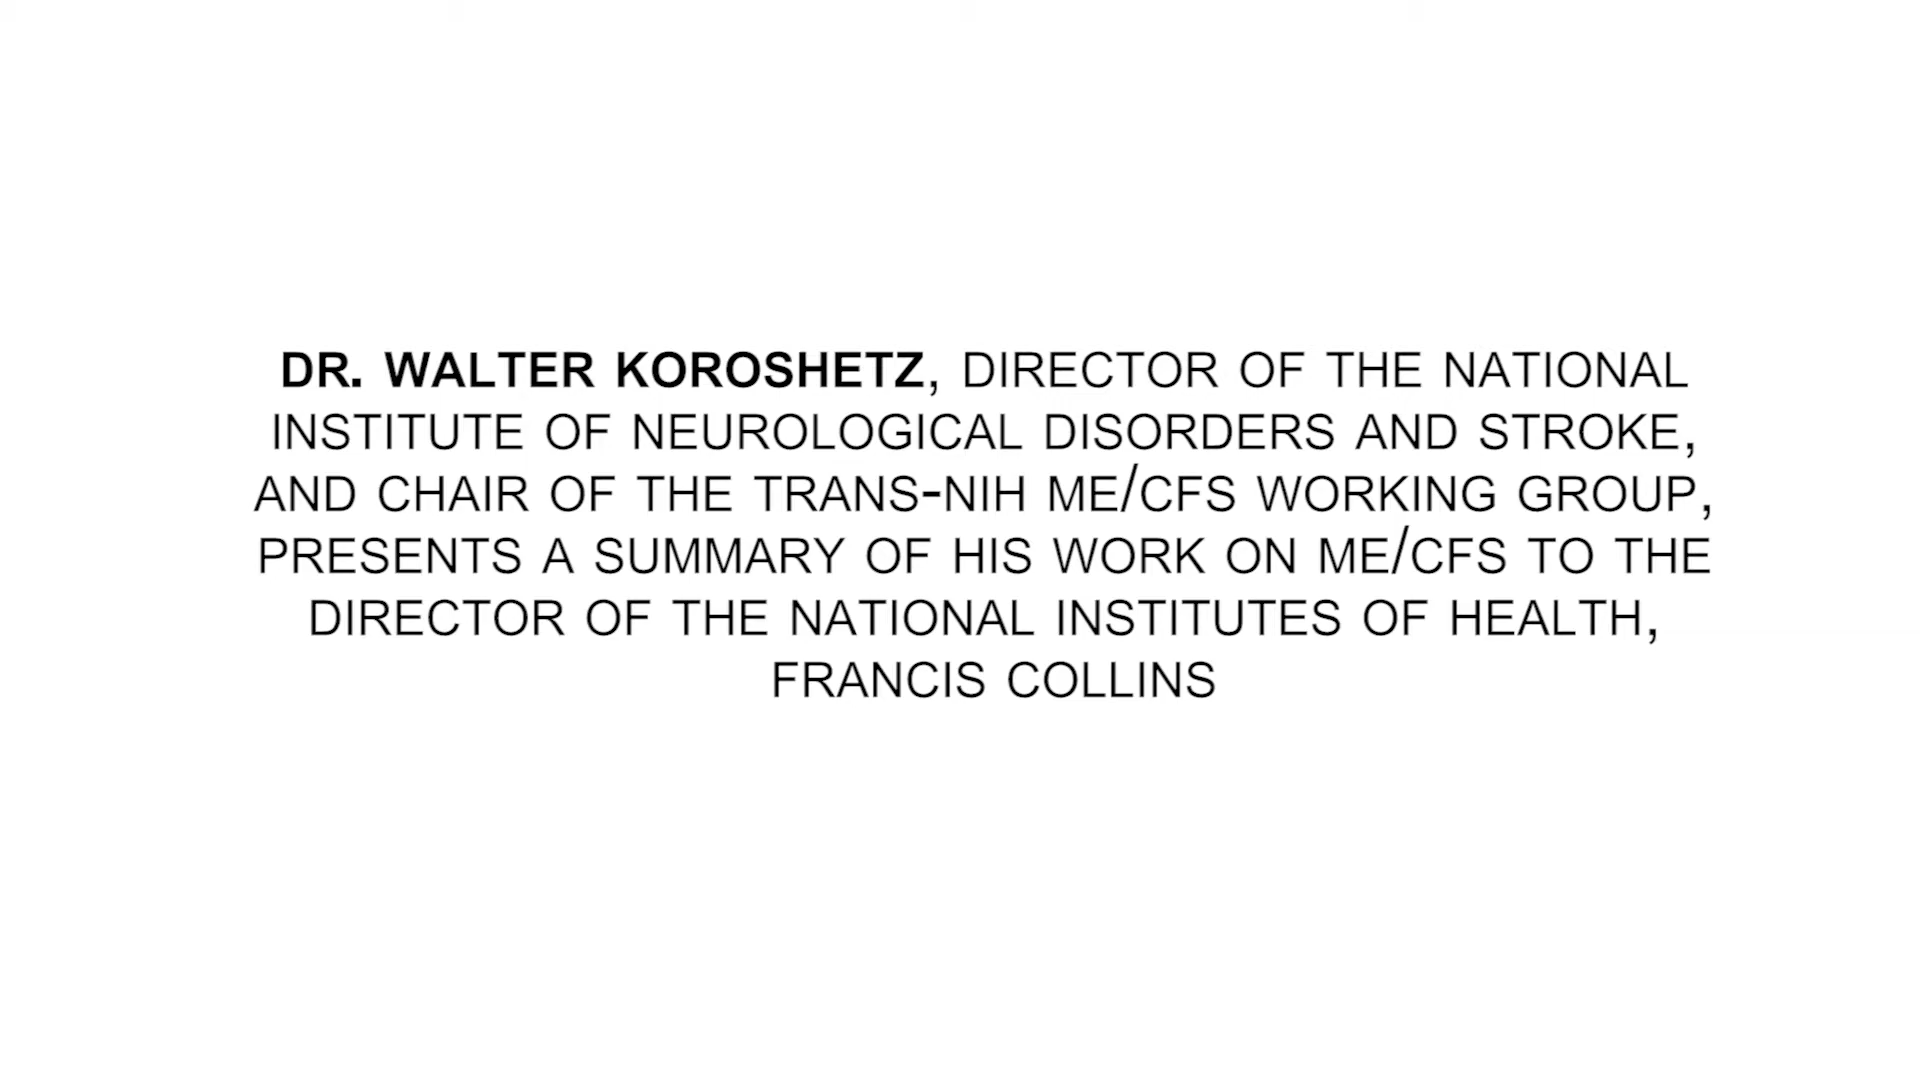 DR. WALTER KOROSHETZ, DIRECTOR OF THE NATIONAL
INSTITUTE OF NEUROLOGICAL DISORDERS AND STROKE,
AND CHAIR OF THE TRANS-NIH ME/CFS WORKING GROUP,
PRESENTS A SUMMARY OF HIS WORK ON ME/CFS TO THE
DIRECTOR OF THE NATIONAL INSTITUTES OF HEALTH,
FRANCIS COLLINS